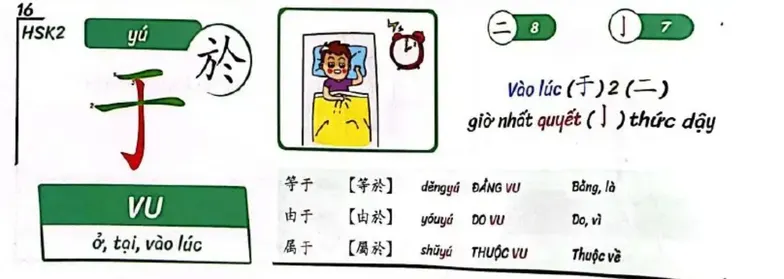 16
HSK2
yú
於
于
VU
ở, tại, vào lúc
二 8
亅 7
Vào lúc (于) 2 (二)
giờ nhất quyết (亅) thức dậy
等于 【等於】 děngyú ĐẲNG VU Bằng, là
由于 【由於】 yóuyú DO VU Do, vì
属于 【屬於】 shǔyú THUỘC VU Thuộc về